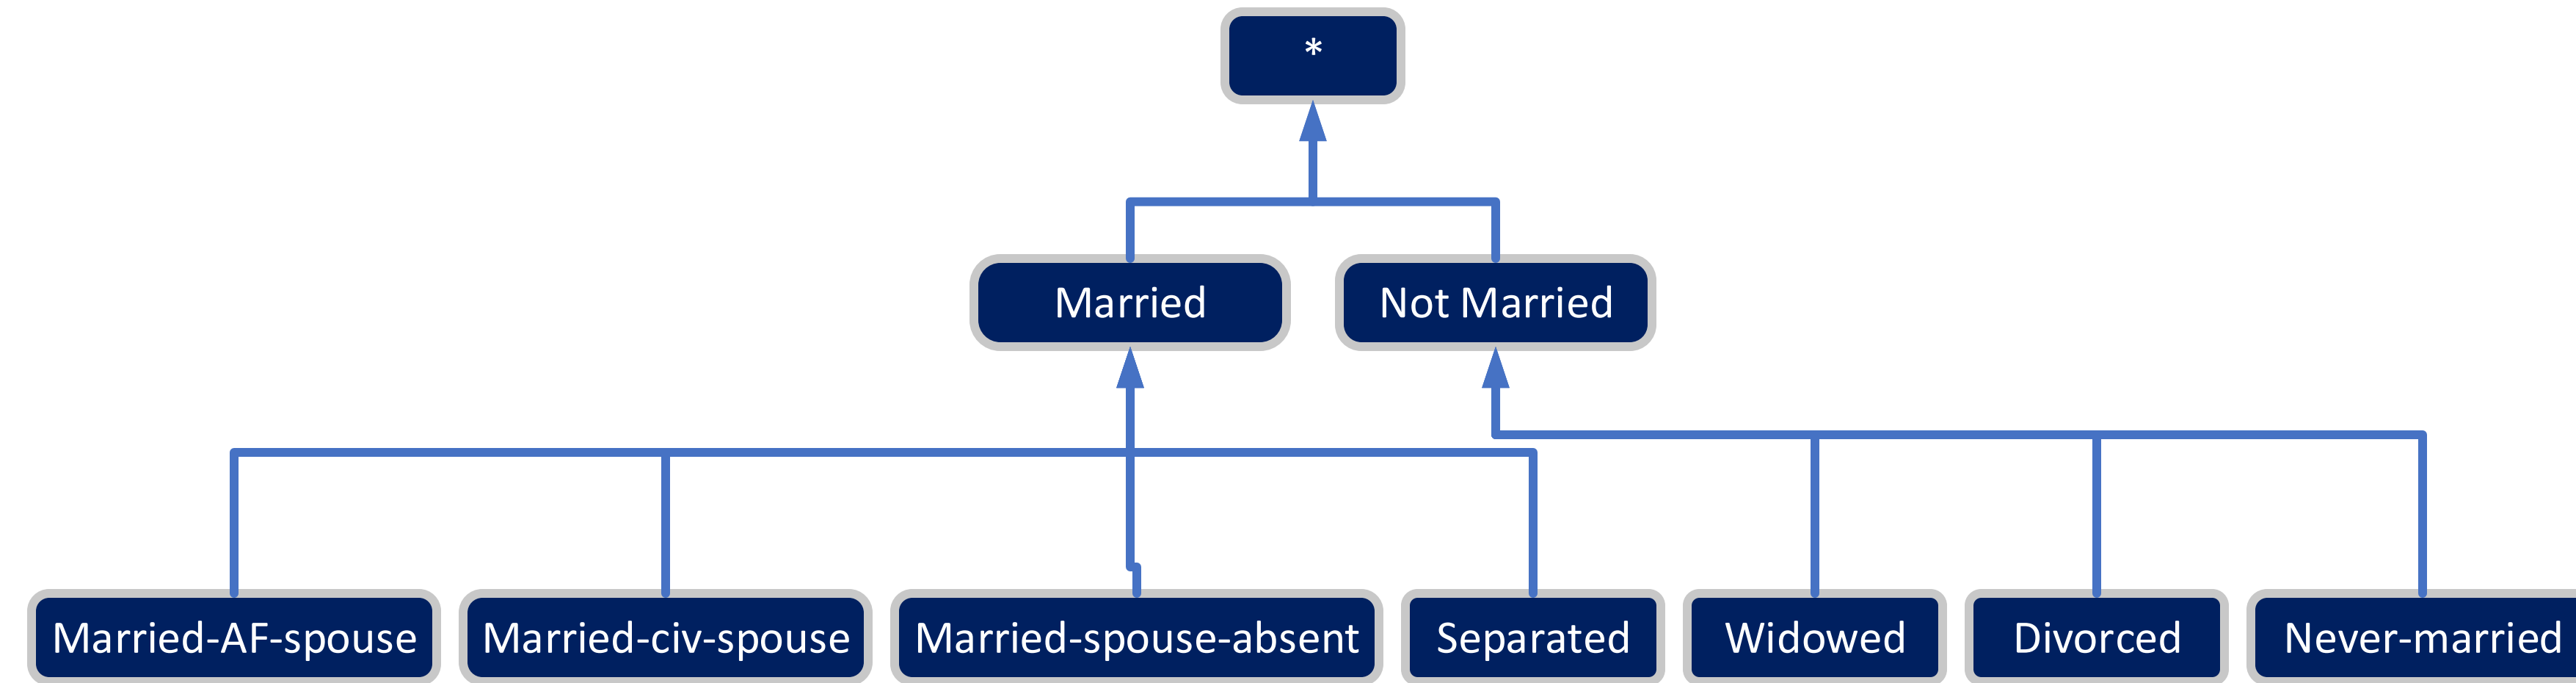 *
Married
Not Married
Married-AF-spouse
Married-civ-spouse
Married-spouse-absent
Separated
Widowed
Divorced
Never-married